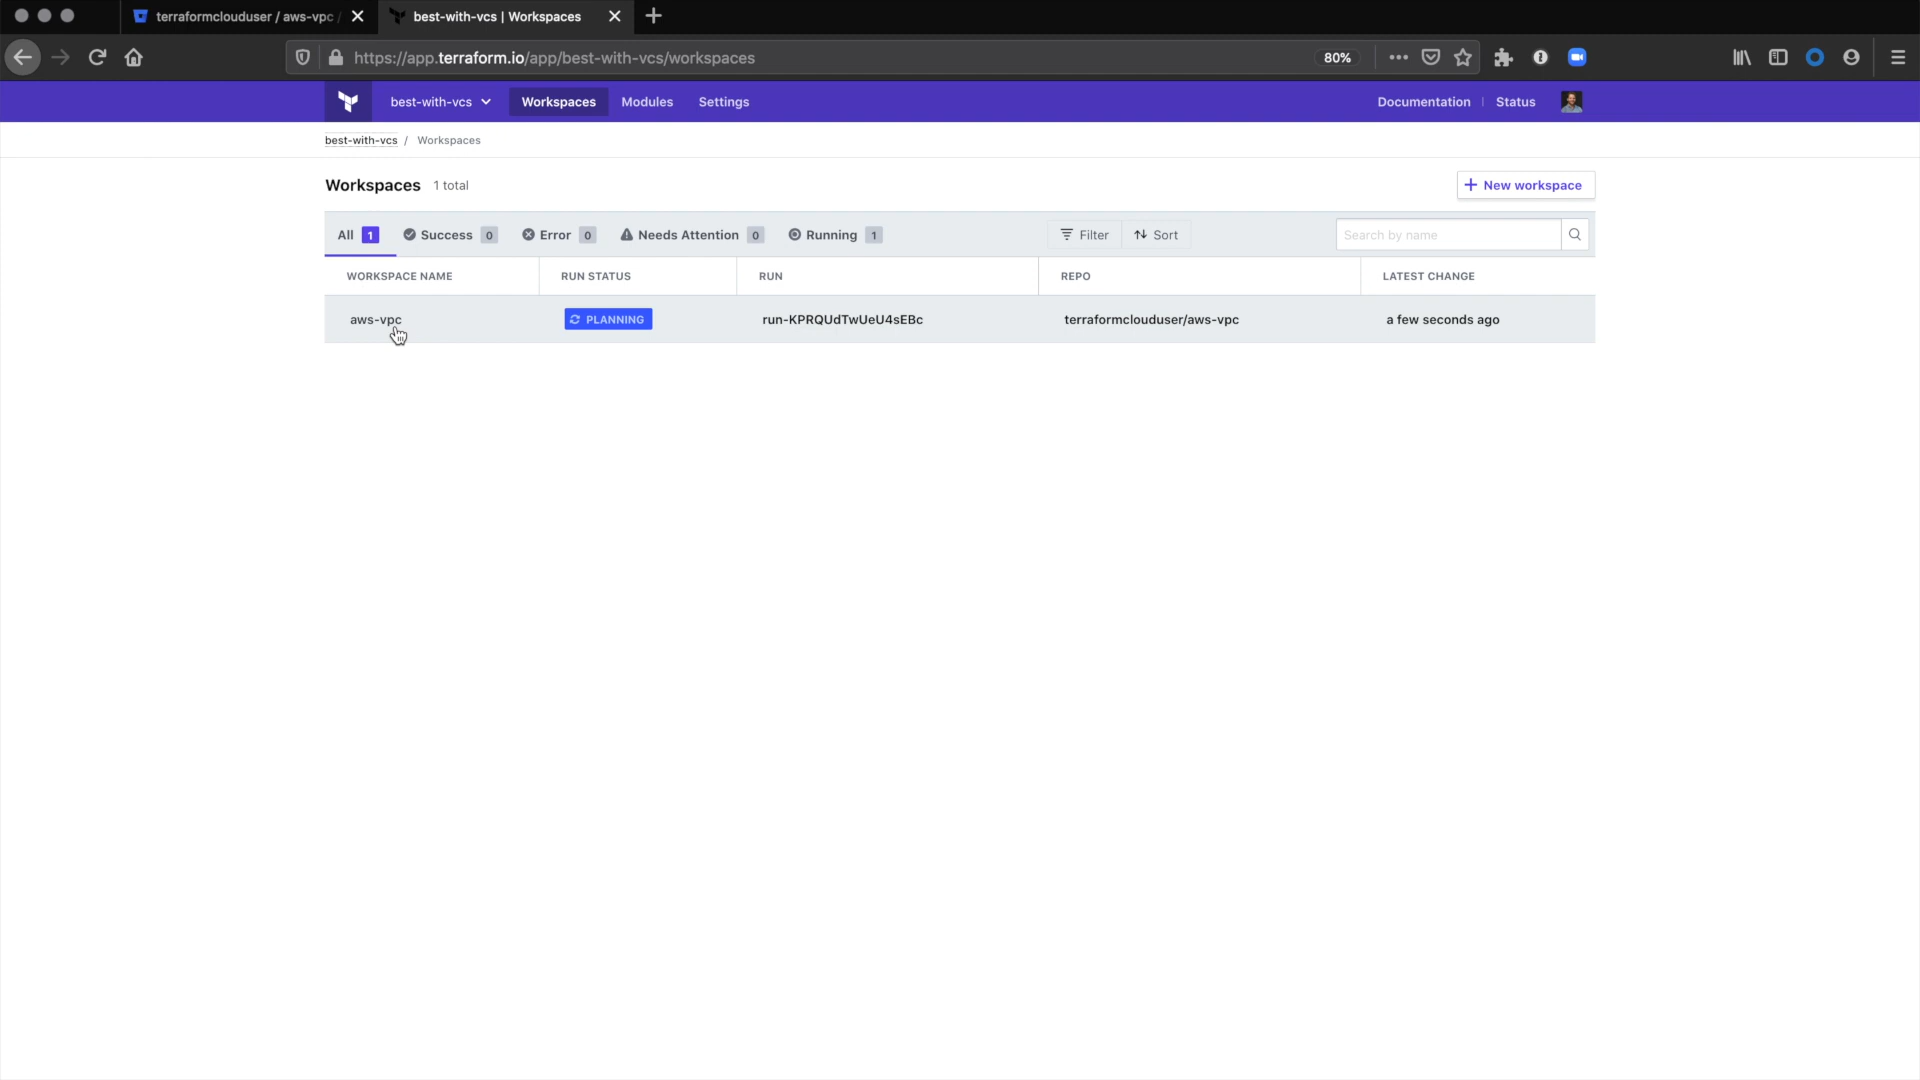 terraformclouduser / aws-vpc /
best-with-vcs | Workspaces
https://app.terraform.io/app/best-with-vcs/workspaces
80%
best-with-vcs
Workspaces
Modules
Settings
Documentation
Status
best-with-vcs / Workspaces
Workspaces 1 total
+ New workspace
All 1
Success 0
Error 0
Needs Attention 0
Running 1
Filter
Sort
Search by name
WORKSPACE NAME
RUN STATUS
RUN
REPO
LATEST CHANGE
aws-vpc
PLANNING
run-KPRQUdTwUeU4sEBc
terraformclouduser/aws-vpc
a few seconds ago